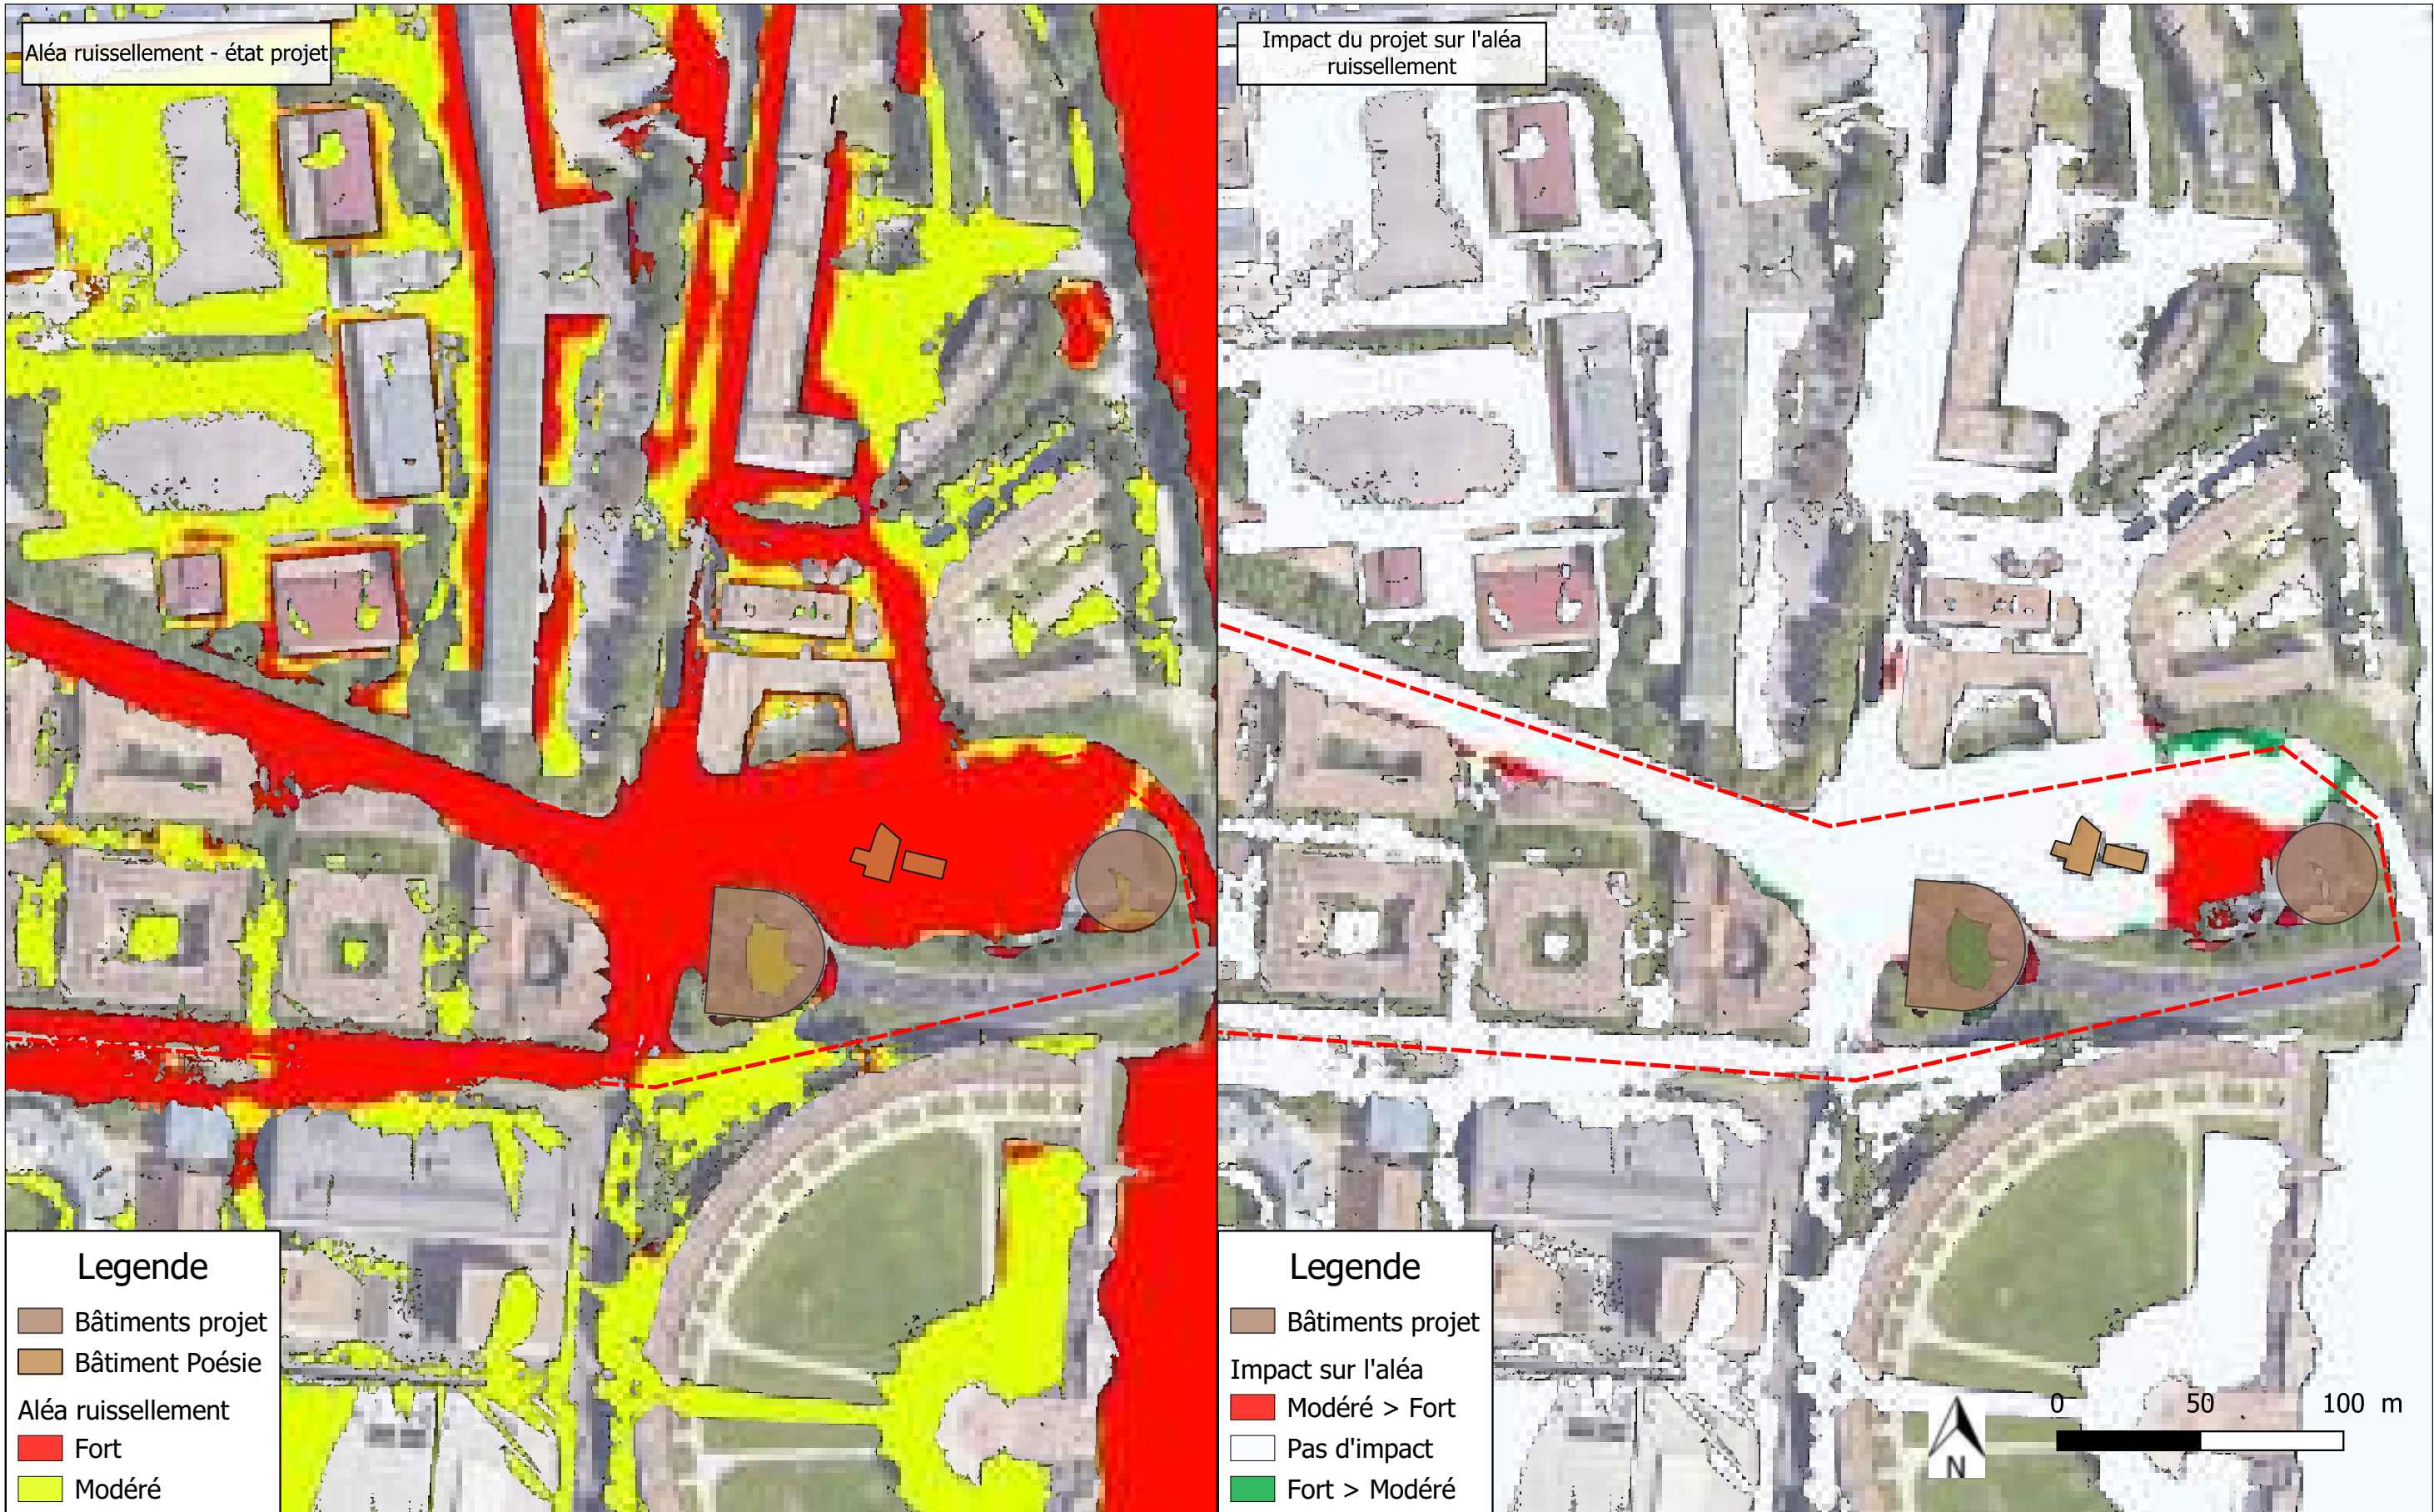 Aléa ruissellement - état projet
Legende
Bâtiments projet
Bâtiment Poésie
Aléa ruissellement
Fort
Modéré
Impact du projet sur l'aléa
ruissellement
Legende
Bâtiments projet
Impact sur l'aléa
Modéré > Fort
Pas d'impact
Fort > Modéré
N
0 50 100 m